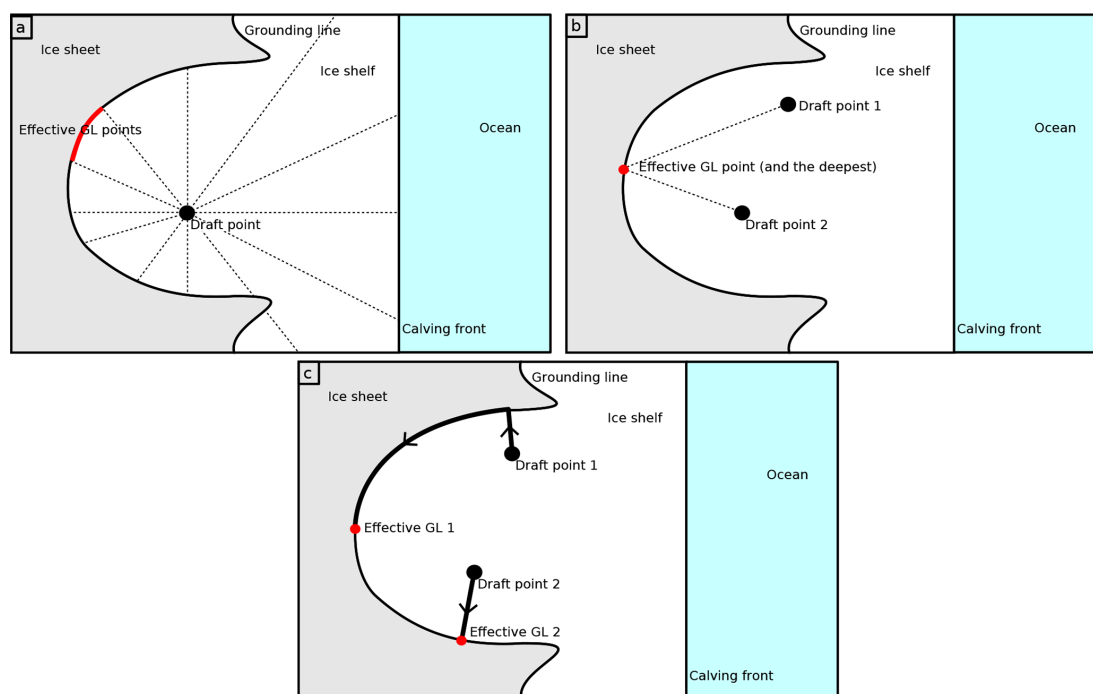 a
Grounding line
Ice sheet
Ice shelf
Effective GL points
Ocean
Draft point
Calving front
b
Grounding line
Ice sheet
Ice shelf
Draft point 1
Ocean
Effective GL point (and the deepest)
Draft point 2
Calving front
c
Grounding line
Ice sheet
Ice shelf
Draft point 1
Ocean
Effective GL 1
Draft point 2
Effective GL 2
Calving front